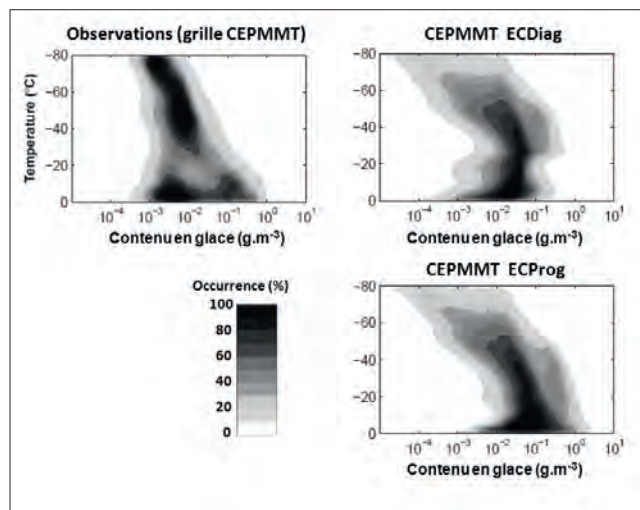 Observations (grille CEPMMT)
Temperature (°C)
−80
−60
−40
−20
0
10⁻⁴ 10⁻³ 10⁻² 10⁻¹ 10⁰ 10¹
Contenu en glace (g.m⁻³)
CEPMMT ECDiag
−80
−60
−40
−20
0
10⁻⁴ 10⁻³ 10⁻² 10⁻¹ 10⁰ 10¹
Contenu en glace (g.m⁻³)
Occurrence (%)
100
80
60
40
20
0
CEPMMT ECProg
−80
−60
−40
−20
0
10⁻⁴ 10⁻³ 10⁻² 10⁻¹ 10⁰ 10¹
Contenu en glace (g.m⁻³)